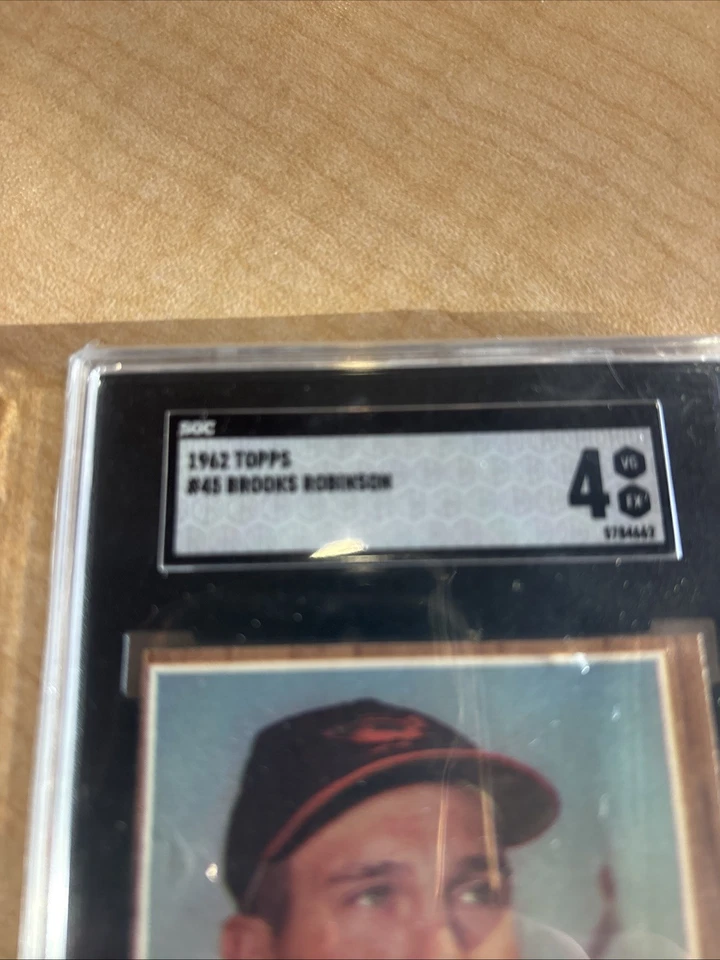 SGC
1962 TOPPS
#45 BROOKS ROBINSON
4
VG
EX